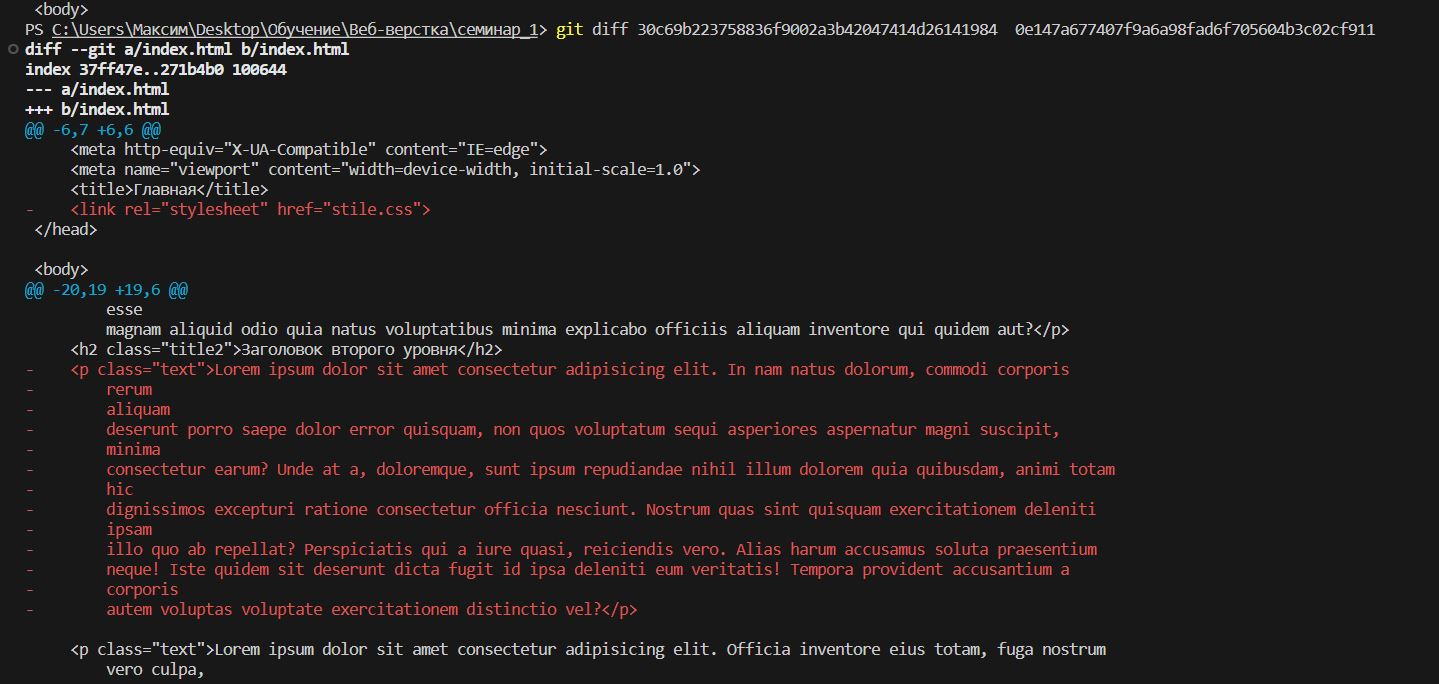 <body>
PS C:\Users\Максим\Desktop\Обучение\Веб-верстка\семинар_1> git diff 30c69b223758836f9002a3b42047414d26141984  0e147a677407f9a6a98fad6f705604b3c02cf911
diff --git a/index.html b/index.html
index 37ff47e..271b4b0 100644
--- a/index.html
+++ b/index.html
@@ -6,7 +6,6 @@
     <meta http-equiv="X-UA-Compatible" content="IE=edge">
     <meta name="viewport" content="width=device-width, initial-scale=1.0">
     <title>Главная</title>
-    <link rel="stylesheet" href="stile.css">
 </head>
 <body>
@@ -20,19 +19,6 @@
         esse
         magnam aliquid odio quia natus voluptatibus minima explicabo officiis aliquam inventore qui quidem aut?</p>
     <h2 class="title2">Заголовок второго уровня</h2>
-    <p class="text">Lorem ipsum dolor sit amet consectetur adipisicing elit. In nam natus dolorum, commodi corporis
-        rerum
-        aliquam
-        deserunt porro saepe dolor error quisquam, non quos voluptatum sequi asperiores aspernatur magni suscipit,
-        minima
-        consectetur earum? Unde at a, doloremque, sunt ipsum repudiandae nihil illum dolorem quia quibusdam, animi totam
-        hic
-        dignissimos excepturi ratione consectetur officia nesciunt. Nostrum quas sint quisquam exercitationem deleniti
-        ipsam
-        illo quo ab repellat? Perspiciatis qui a iure quasi, reiciendis vero. Alias harum accusamus soluta praesentium
-        neque! Iste quidem sit deserunt dicta fugit id ipsa deleniti eum veritatis! Tempora provident accusantium a
-        corporis
-        autem voluptas voluptate exercitationem distinctio vel?</p>
     <p class="text">Lorem ipsum dolor sit amet consectetur adipisicing elit. Officia inventore eius totam, fuga nostrum
         vero culpa,